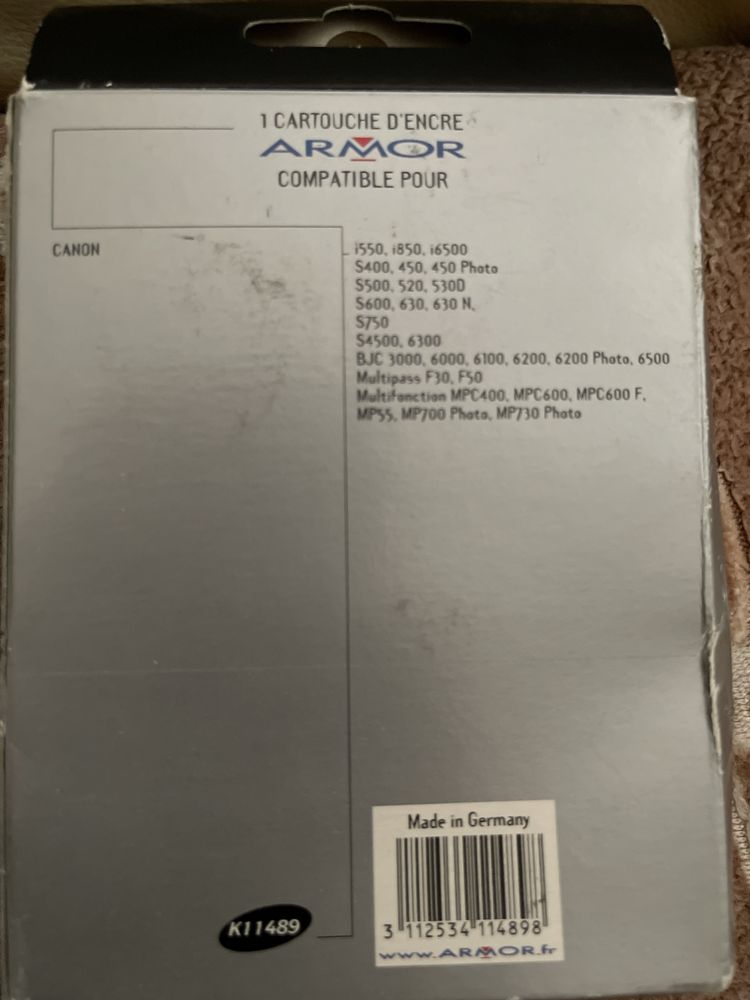 1 CARTOUCHE D'ENCRE
ARMOR
COMPATIBLE POUR
CANON
i550, i850, i6500
S400, 450, 450 Photo
S500, 520, 530D
S600, 630, 630 N,
S750
S4500, 6300
BJC 3000, 6000, 6100, 6200, 6200 Photo, 6500
Multipass F30, F50
Multifonction MPC400, MPC600, MPC600 F,
MP55, MP700 Photo, MP730 Photo
Made in Germany
3 112534 114898
www.ARMOR.fr
K11489